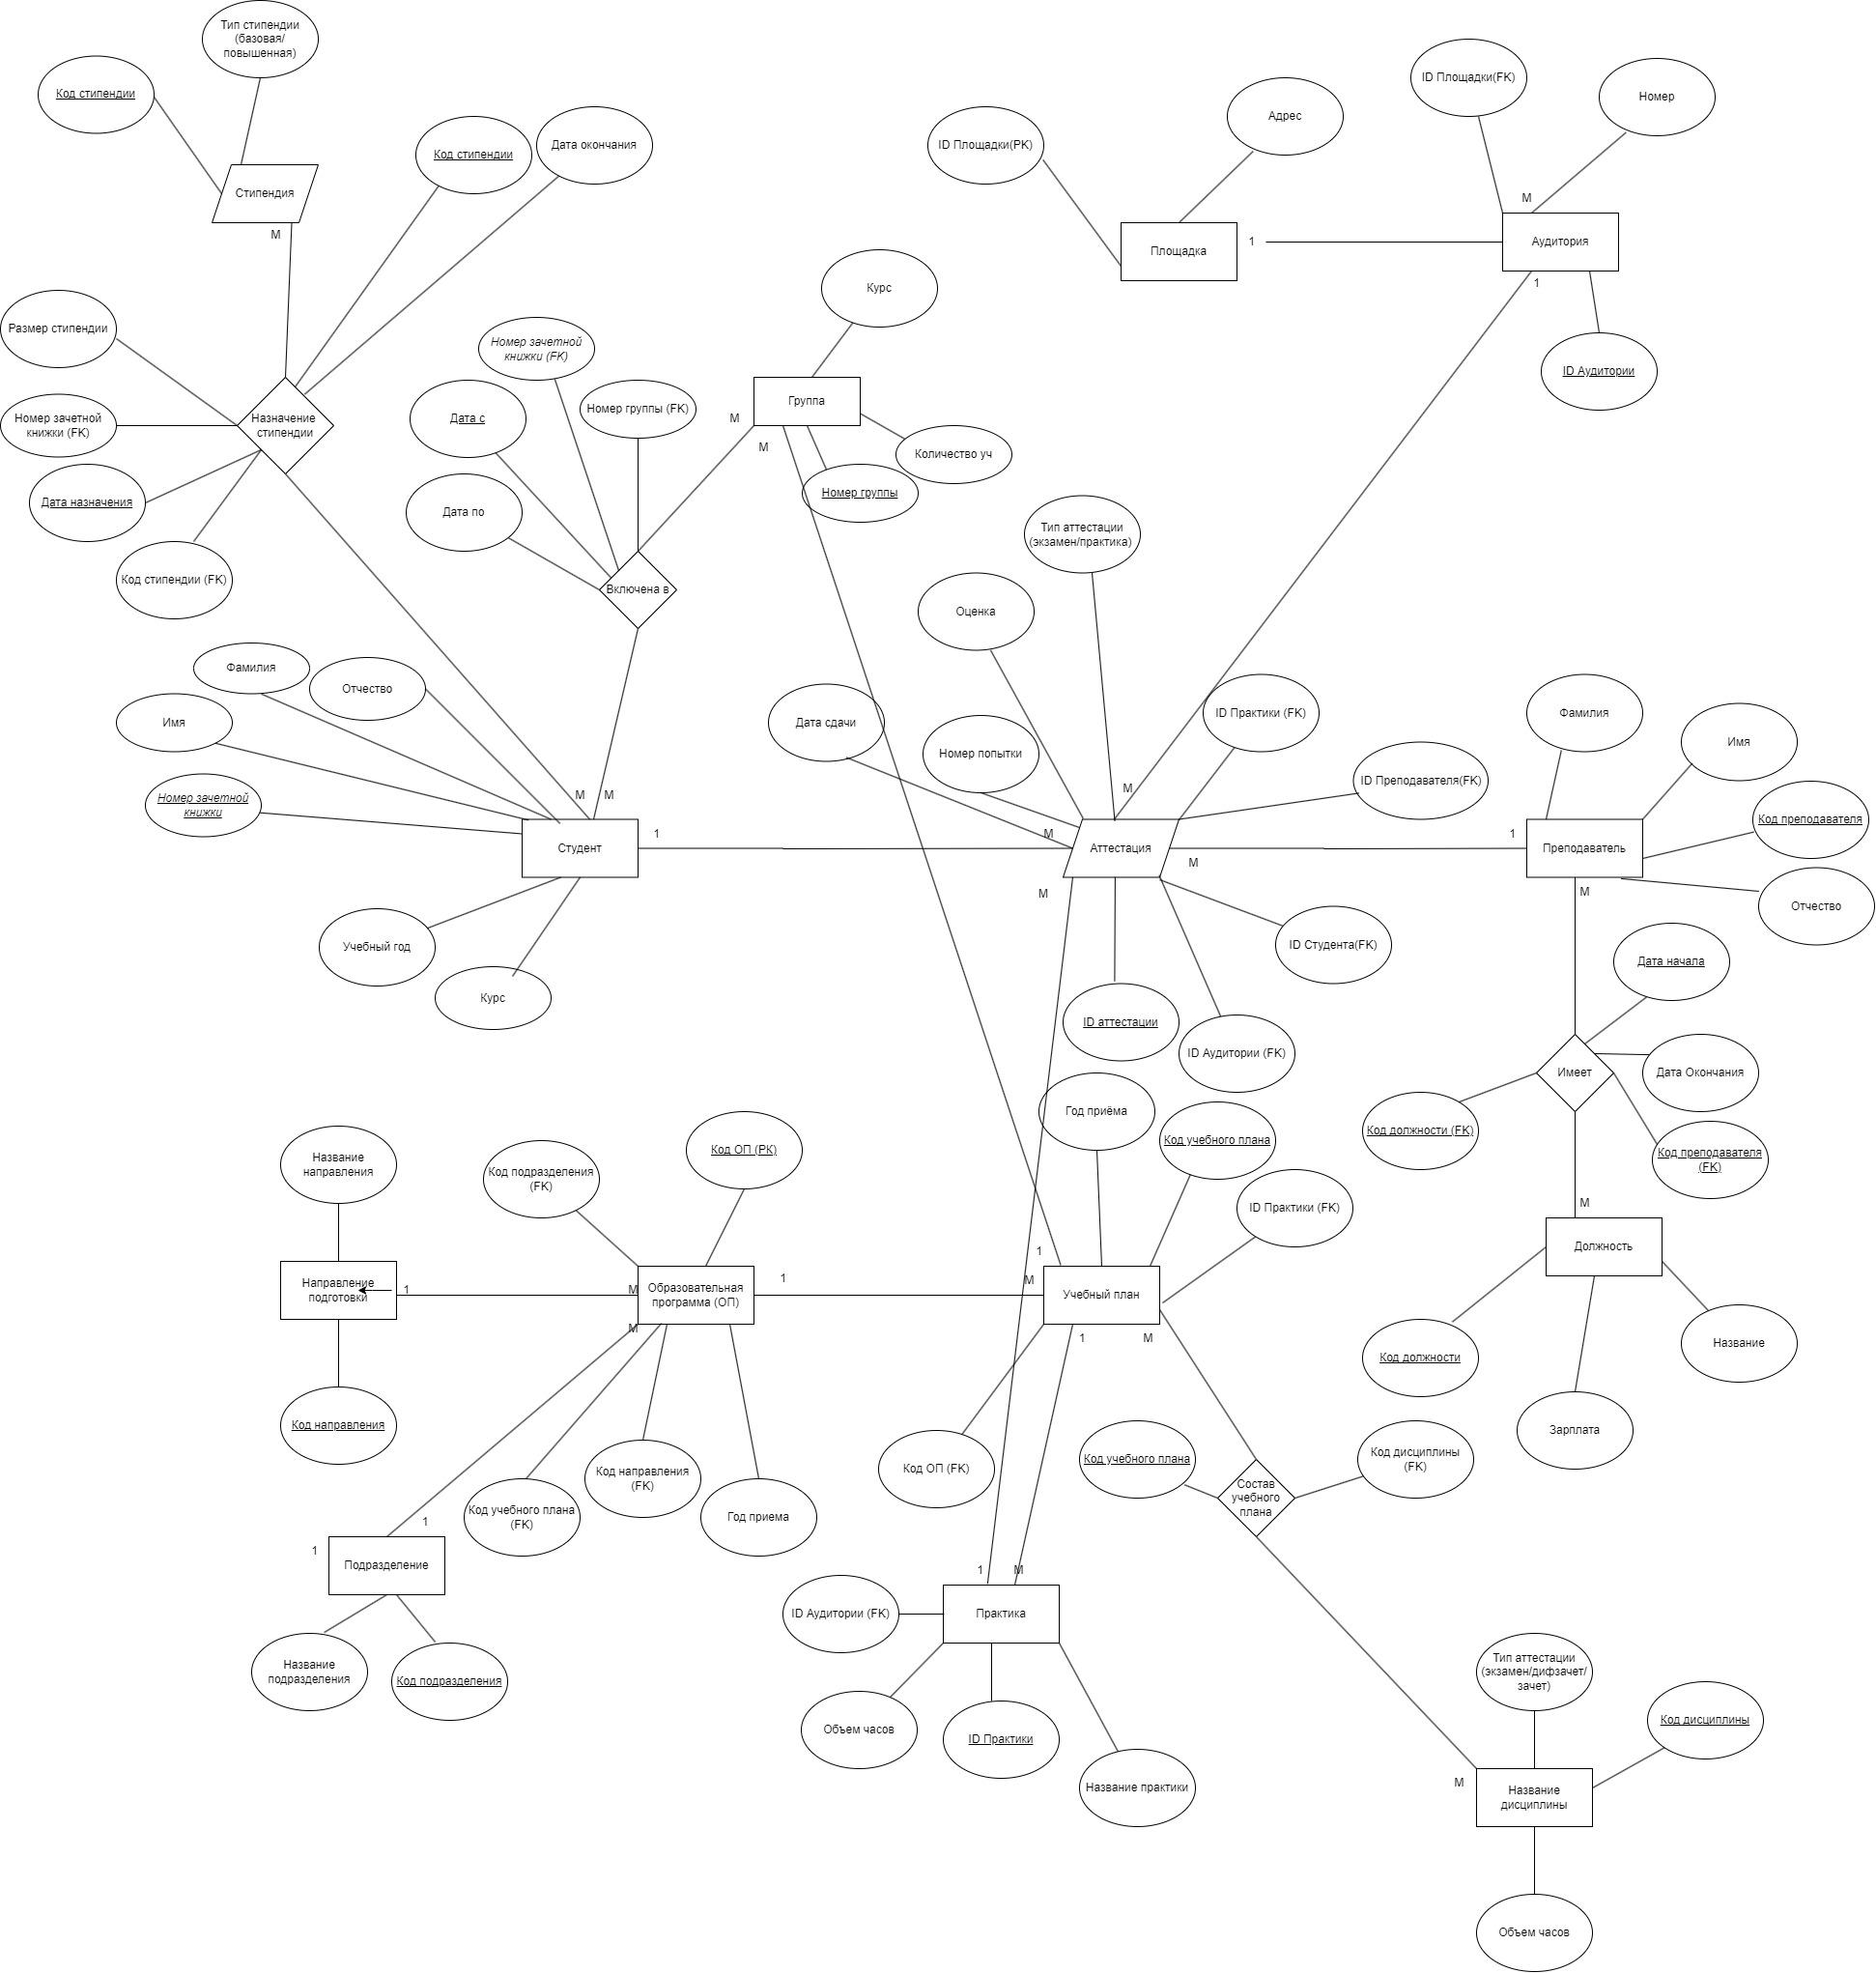 Тип стипендии
(базовая/
повышенная)
Код стипендии
ID Площадки(FK)
Номер
Адрес
Код стипендии
Дата окончания
ID Площадки(PK)
Стипендия
М
М
1
Аудитория
Площадка
1
Курс
Размер стипендии
Номер зачетной
книжки (FK)
ID Аудитории
Группа
Номер группы (FK)
Дата с
М
М
Номер зачетной
книжки (FK)
Назначение
стипендии
Количество уч
Номер группы
Дата назначения
Дата по
Тип аттестации
(экзамен/практика)
Код стипендии (FK)
Включена в
Оценка
Фамилия
Отчество
Имя
Дата сдачи
Номер попытки
ID Практики (FK)
Фамилия
Имя
ID Преподавателя(FK)
М
М
М
Номер зачетной
книжки
Код преподавателя
1
М
1
Студент
Аттестация
Преподаватель
М
М
М
Отчество
Учебный год
ID Студента(FK)
Дата начала
Курс
ID аттестации
ID Аудитории (FK)
Имеет
Дата Окончания
Год приёма
Код должности (FK)
Код учебного плана
Код ОП (PK)
Код преподавателя
(FK)
Название
направления
Код подразделения
(FK)
ID Практики (FK)
М
Должность
1
1
М
Направление
подготовки
1
М
Образовательная
программа (ОП)
Учебный план
М
1
М
Название
Код должности
Код направления
Зарплата
Код ОП (FK)
Код учебного плана
Код дисциплины
(FK)
Код направления
(FK)
Состав
учебного
плана
Код учебного плана
(FK)
Год приема
1
1
Подразделение
1
М
ID Аудитории (FK)
Практика
Название
подразделения
Код подразделения
Тип аттестации
(экзамен/дифзачет/
зачет)
Код дисциплины
Объем часов
ID Практики
Название практики
М
Название
дисциплины
Объем часов